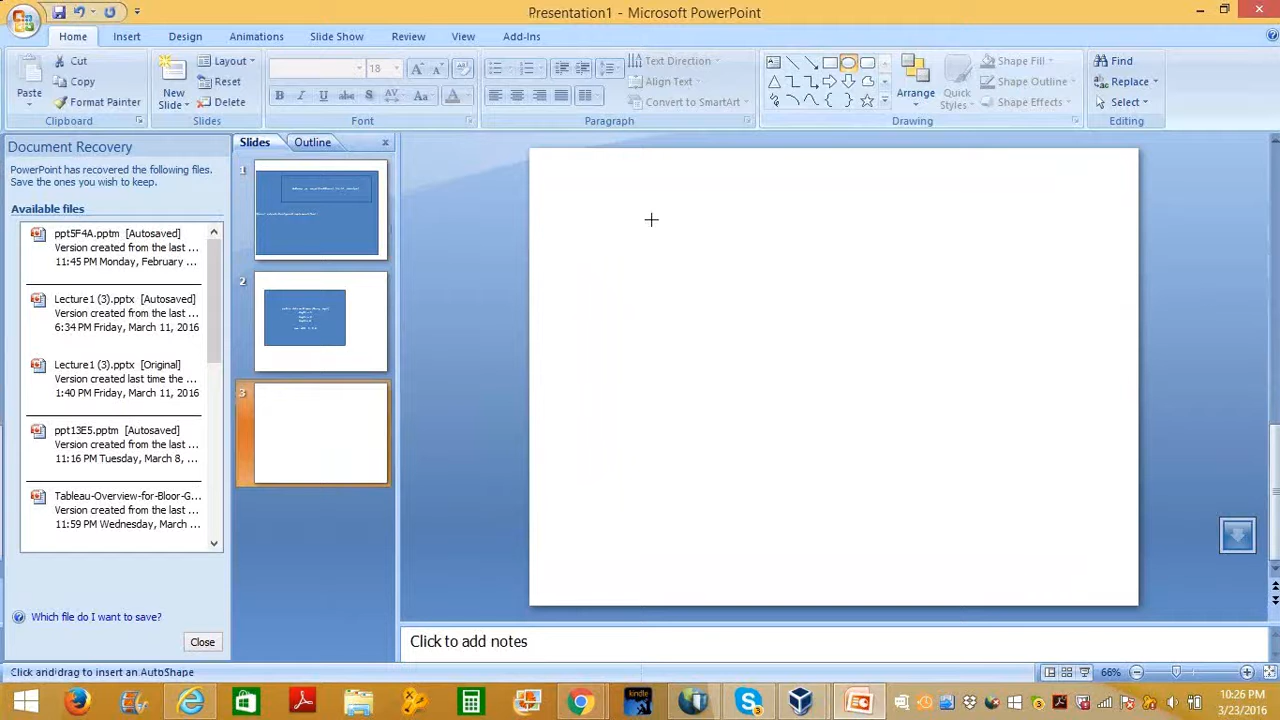 Presentation1 - Microsoft PowerPoint
Home Insert Design Animations Slide Show Review View Add-Ins
Paste
Cut
Copy
Format Painter
Clipboard
New Slide
Layout
Reset
Delete
Slides
18
B I U abc S AV Aa A
Font
Text Direction
Align Text
Convert to SmartArt
Paragraph
Arrange
Quick Styles
Shape Fill
Shape Outline
Shape Effects
Drawing
Find
Replace
Select
Editing
Document Recovery
PowerPoint has recovered the following files.
Save the ones you wish to keep.
Available files
ppt5F4A.pptm [Autosaved]
Version created from the last ...
11:45 PM Monday, February ...
Lecture1 (3).pptx [Autosaved]
Version created from the last ...
6:34 PM Friday, March 11, 2016
Lecture1 (3).pptx [Original]
Version created last time the ...
1:40 PM Friday, March 11, 2016
ppt13E5.pptm [Autosaved]
Version created from the last ...
11:16 PM Tuesday, March 8, ...
Tableau-Overview-for-Bloor-G...
Version created from the last ...
11:59 PM Wednesday, March ...
Which file do I want to save?
Close
Slides Outline
1
2
3
Click to add notes
Click and drag to insert an AutoShape
66%
kindle
10:26 PM
3/23/2016